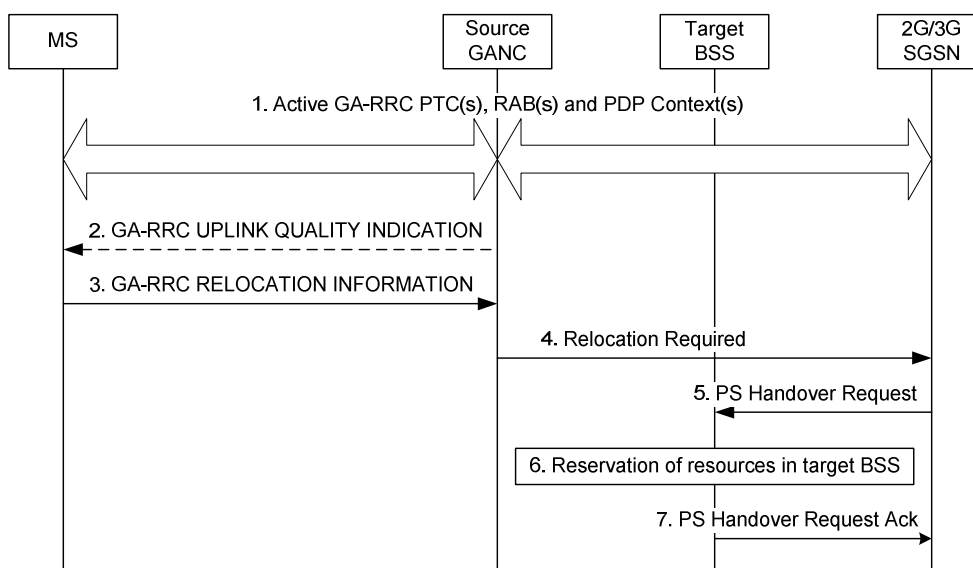 MS
Source
GANC
Target
BSS
2G/3G
SGSN
1. Active GA-RRC PTC(s), RAB(s) and PDP Context(s)
2. GA-RRC UPLINK QUALITY INDICATION
3. GA-RRC RELOCATION INFORMATION
4. Relocation Required
5. PS Handover Request
6. Reservation of resources in target BSS
7. PS Handover Request Ack